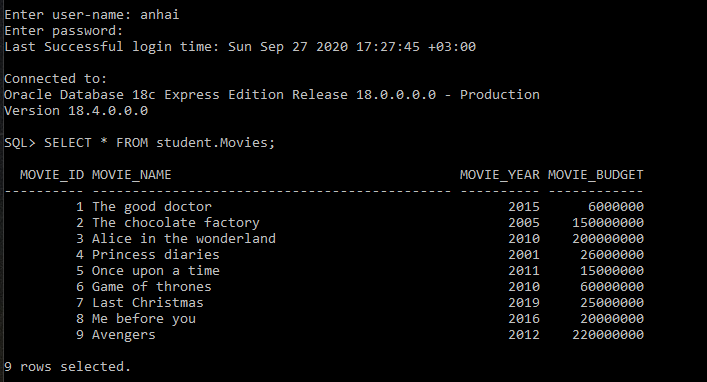 Enter user-name: anhai
Enter password:
Last Successful login time: Sun Sep 27 2020 17:27:45 +03:00
Connected to:
Oracle Database 18c Express Edition Release 18.0.0.0.0 - Production
Version 18.4.0.0.0
SQL> SELECT * FROM student.Movies;
MOVIE_ID MOVIE_NAME MOVIE_YEAR MOVIE_BUDGET
---------- --------------------------------------------- ---------- ------------
1 The good doctor 2015 6000000
2 The chocolate factory 2005 150000000
3 Alice in the wonderland 2010 200000000
4 Princess diaries 2001 26000000
5 Once upon a time 2011 15000000
6 Game of thrones 2010 60000000
7 Last Christmas 2019 25000000
8 Me before you 2016 20000000
9 Avengers 2012 220000000
9 rows selected.